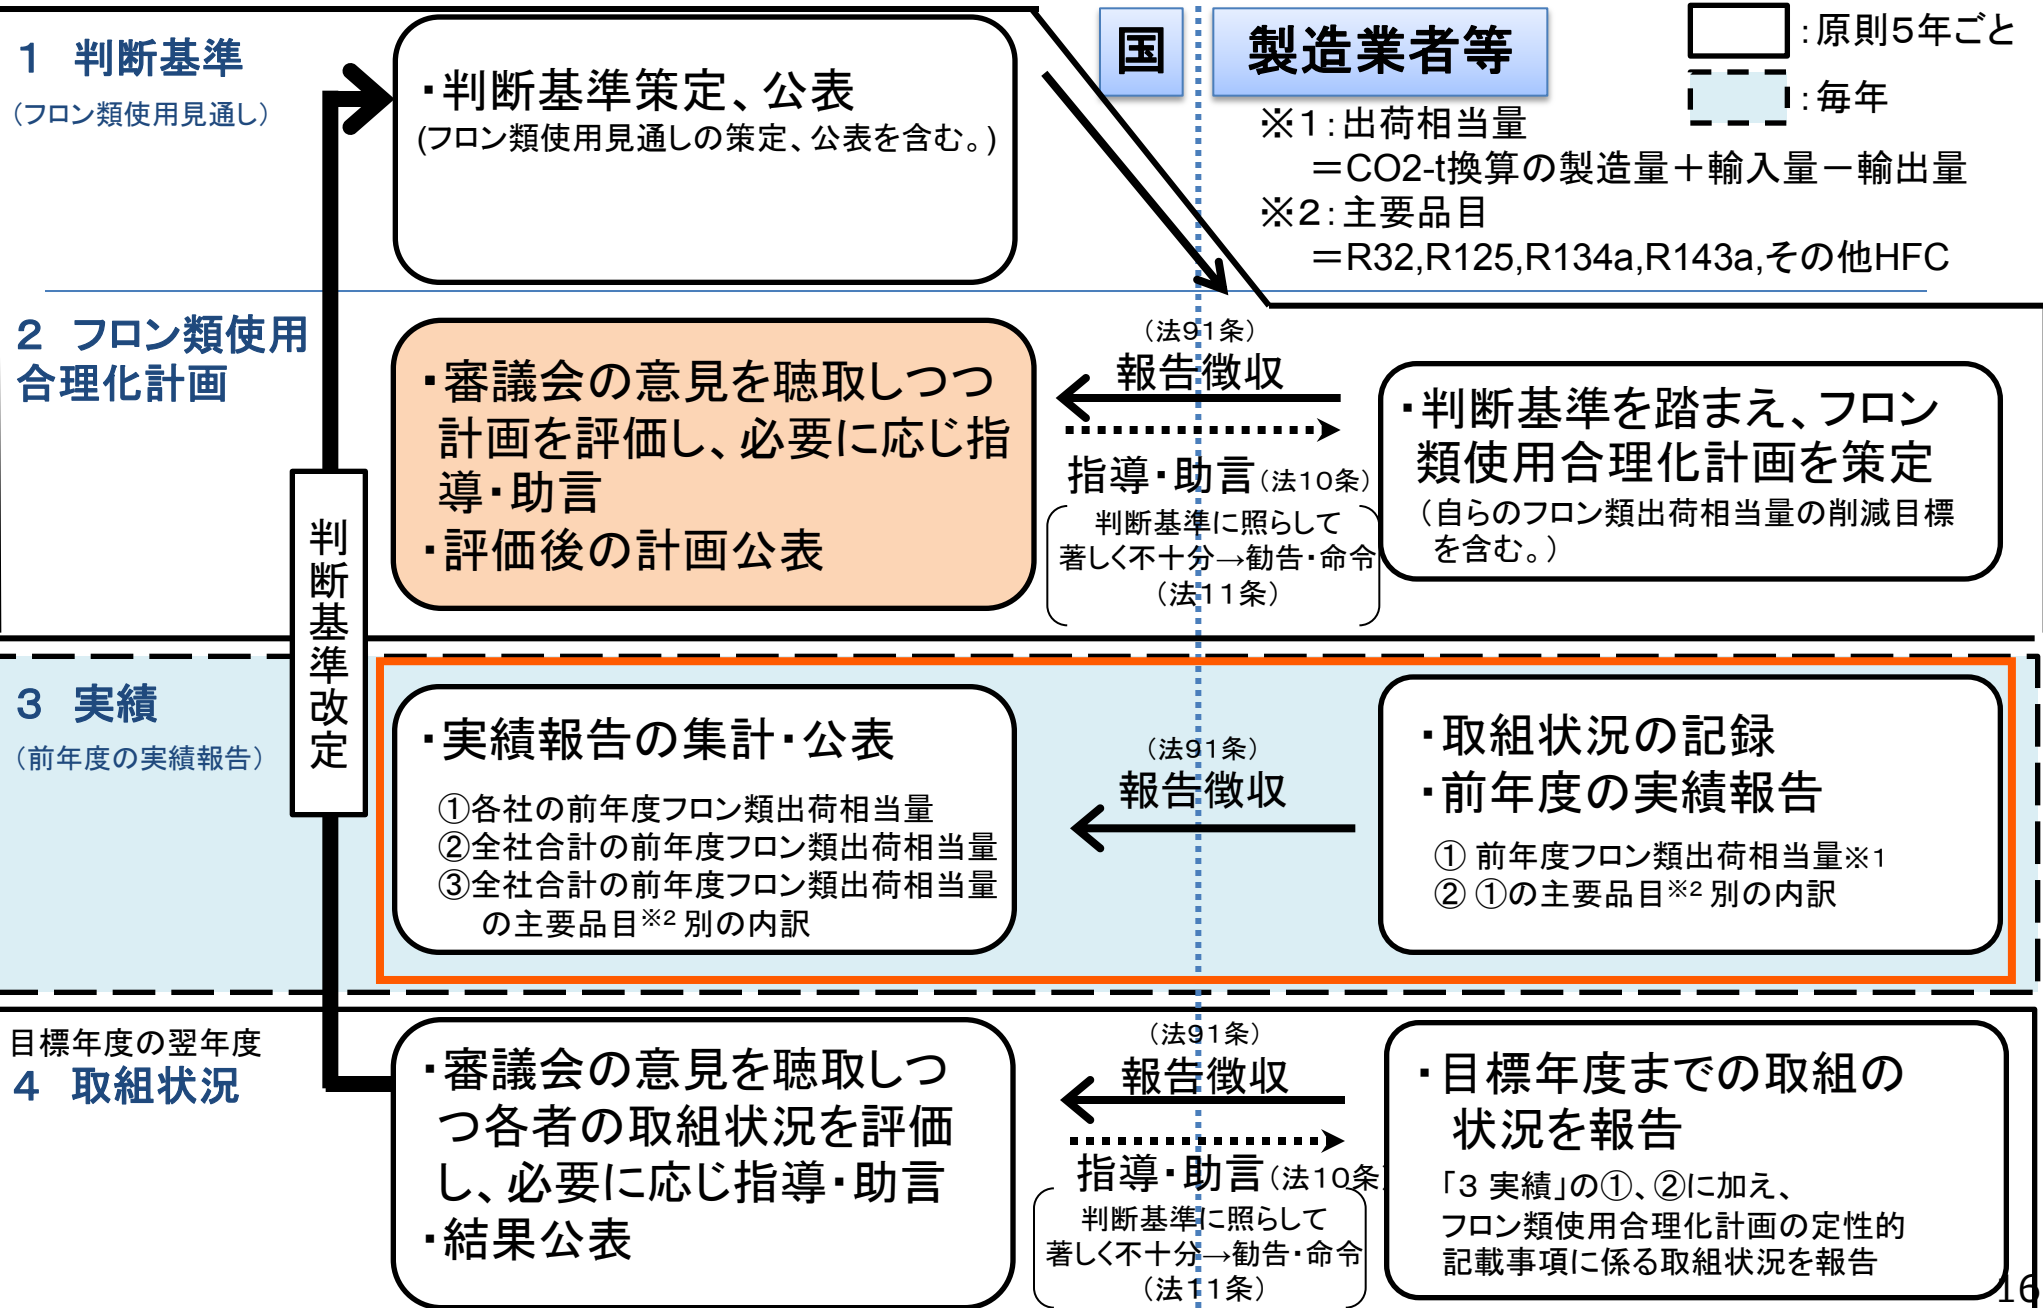 1 判断基準
(フロン類使用見通し)
・判断基準策定、公表
(フロン類使用見通しの策定、公表を含む。)
国
製造業者等
:原則5年ごと
:毎年
※1:出荷相当量
=CO2-t換算の製造量+輸入量-輸出量
※2:主要品目
=R32,R125,R134a,R143a,その他HFC
2 フロン類使用
合理化計画
・審議会の意見を聴取しつつ
計画を評価し、必要に応じ指
導・助言
・評価後の計画公表
(法91条)
報告徴収
指導・助言(法10条)
判断基準に照らして
著しく不十分→勧告・命令
(法11条)
・判断基準を踏まえ、フロン
類使用合理化計画を策定
(自らのフロン類出荷相当量の削減目標
を含む。)
判断基準改定
3 実績
(前年度の実績報告)
・実績報告の集計・公表
①各社の前年度フロン類出荷相当量
②全社合計の前年度フロン類出荷相当量
③全社合計の前年度フロン類出荷相当量
の主要品目※2 別の内訳
(法91条)
報告徴収
・取組状況の記録
・前年度の実績報告
① 前年度フロン類出荷相当量※1
② ①の主要品目※2 別の内訳
目標年度の翌年度
4 取組状況
・審議会の意見を聴取しつ
つ各者の取組状況を評価
し、必要に応じ指導・助言
・結果公表
(法91条)
報告徴収
指導・助言(法10条)
判断基準に照らして
著しく不十分→勧告・命令
(法11条)
・目標年度までの取組の
状況を報告
「3 実績」の①、②に加え、
フロン類使用合理化計画の定性的
記載事項に係る取組状況を報告
16